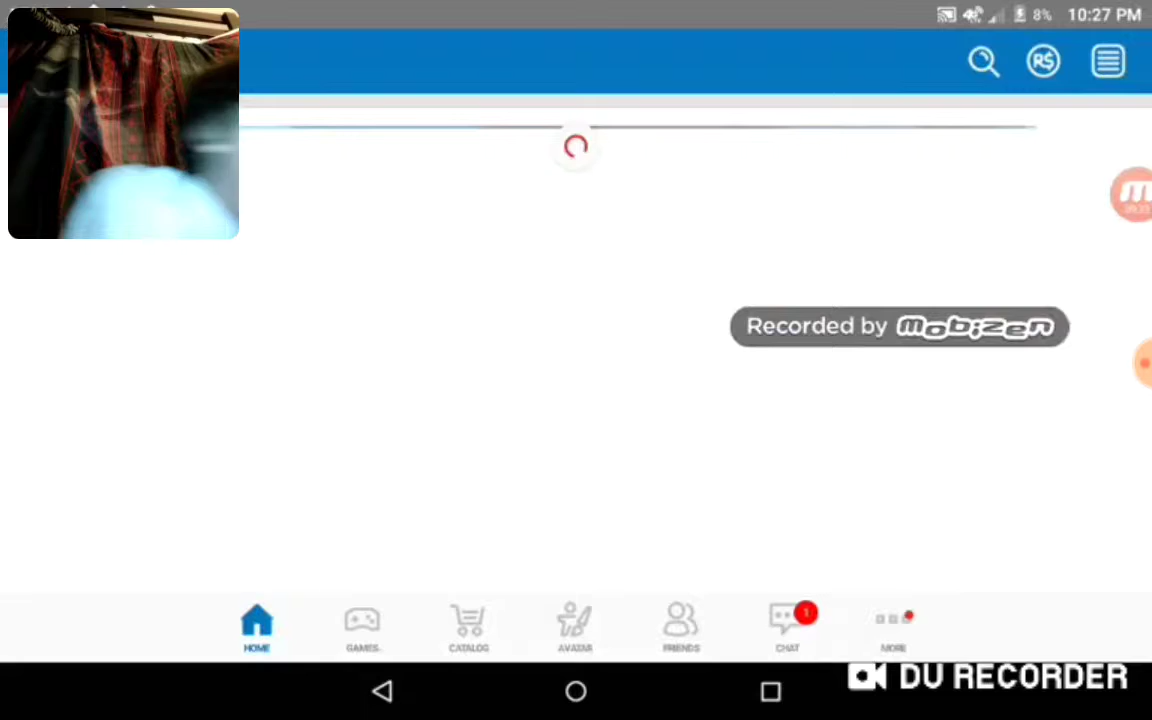 8% 10:27 PM
R$
Recorded by mobizen
HOME GAMES CATALOG AVATAR FRIENDS CHAT 1 MORE
DU RECORDER